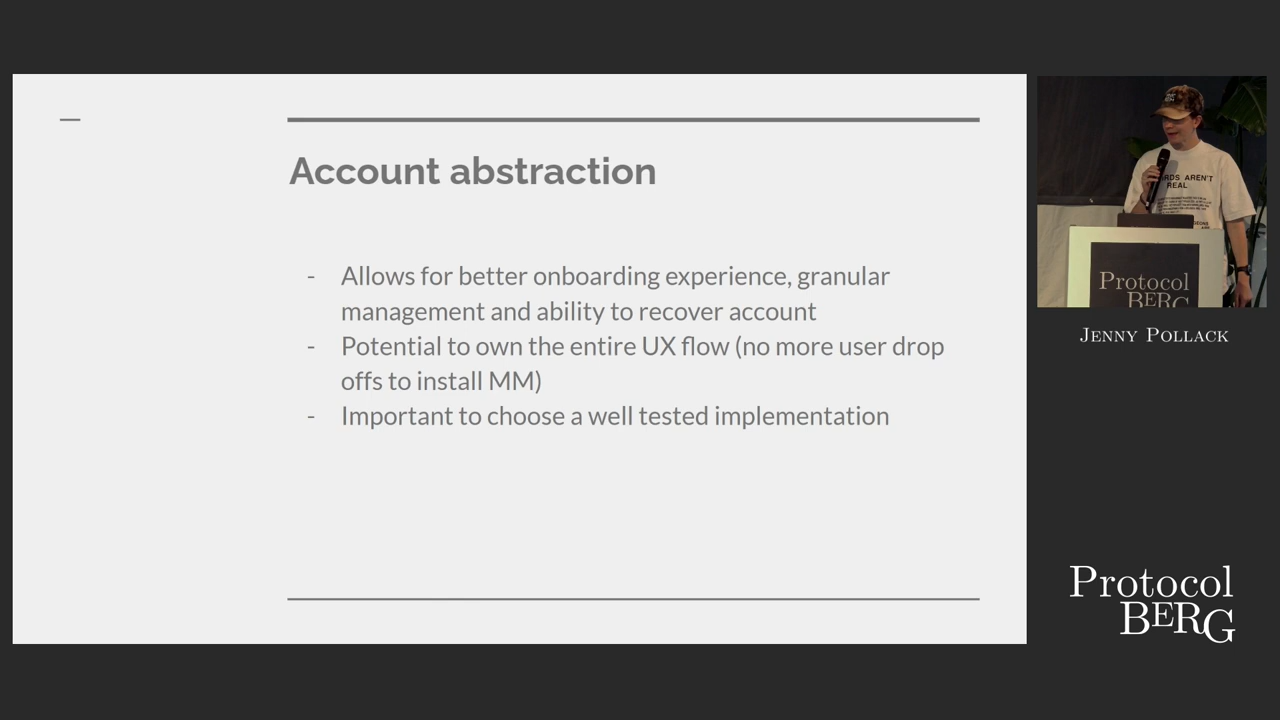 Account abstraction
- Allows for better onboarding experience, granular
management and ability to recover account
- Potential to own the entire UX flow (no more user drop
offs to install MM)
- Important to choose a well tested implementation
AREN'T
REAL
Protocol
BERG
JENNY POLLACK
Protocol
BERG